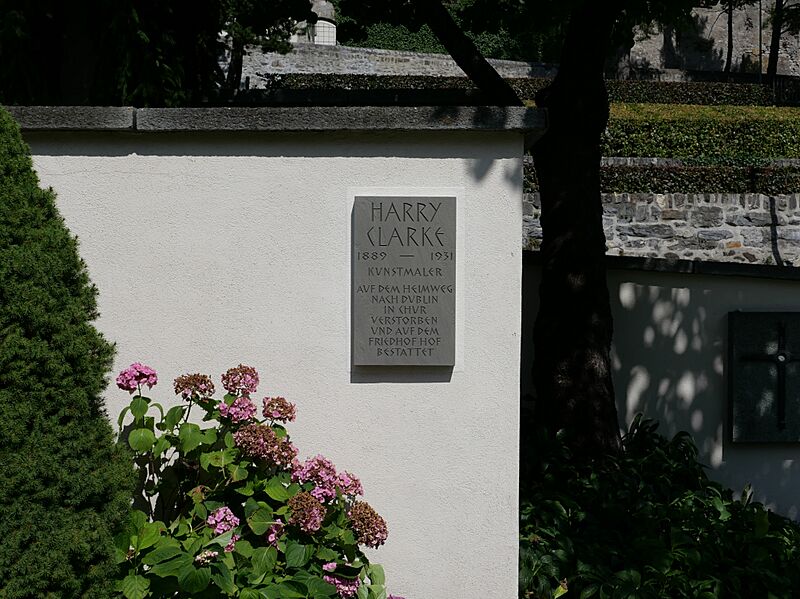 HARRY
CLARKE
1889 — 1931
KUNSTMALER
AUF DEM HEIMWEG
NACH DUBLIN
IN CHUR
VERSTORBEN
UND AUF DEM
FRIEDHOF HOF
BESTATTET